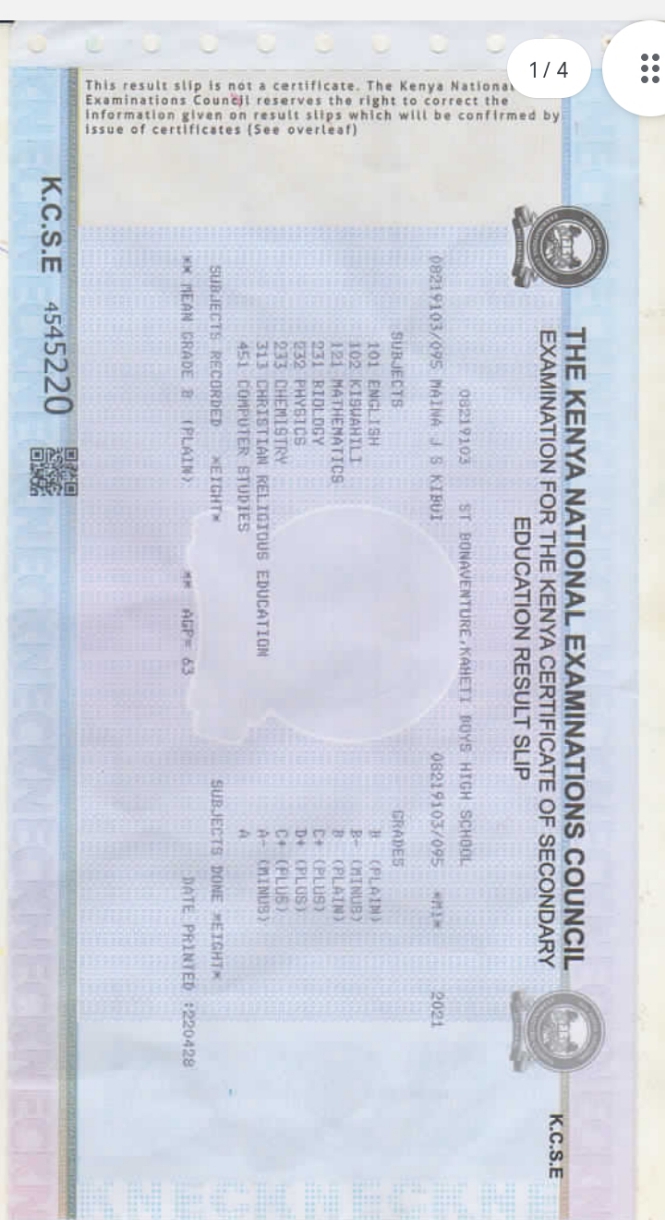 1 / 4
This result slip is not a certificate. The Kenya National
Examinations Council reserves the right to correct the
information given on result slips which will be confirmed by
issue of certificates (See overleaf)
THE KENYA NATIONAL EXAMINATIONS COUNCIL
EXAMINATION FOR THE KENYA CERTIFICATE OF SECONDARY
EDUCATION RESULT SLIP
K.C.S.E
08219103 ST BONAVENTURE,KAHETI BOYS HIGH SCHOOL
08219103/095 MAINA J S KIBUI 08219103/095 *M1* 2021
SUBJECTS GRADES
101 ENGLISH B (PLAIN)
102 KISWAHILI B- (MINUS)
121 MATHEMATICS B (PLAIN)
231 BIOLOGY C+ (PLUS)
232 PHYSICS D+ (PLUS)
233 CHEMISTRY C+ (PLUS)
313 CHRISTIAN RELIGIOUS EDUCATION A- (MINUS)
451 COMPUTER STUDIES A
SUBJECTS RECORDED *EIGHT* SUBJECTS DONE *EIGHT*
** MEAN GRADE B (PLAIN) ** AGP= 63 DATE PRINTED :220428
K.C.S.E 4545220